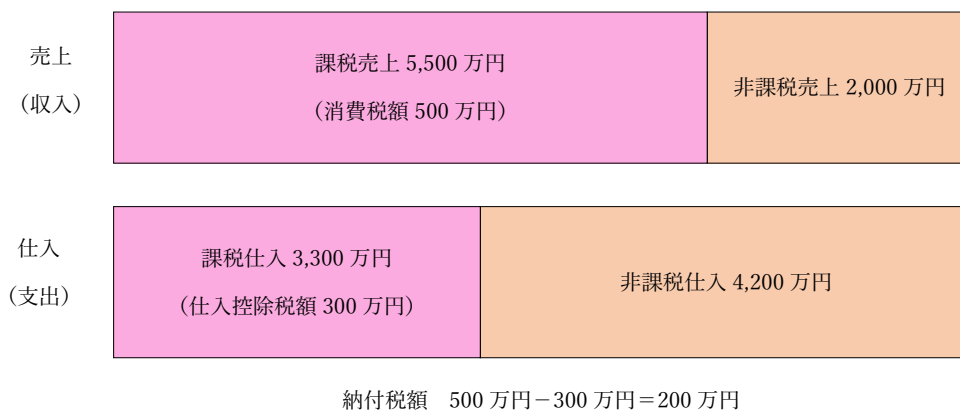 売上
（収入）
課税売上 5,500 万円
（消費税額 500 万円）
非課税売上 2,000 万円
仕入
（支出）
課税仕入 3,300 万円
（仕入控除税額 300 万円）
非課税仕入 4,200 万円
納付税額　500 万円－300 万円＝200 万円